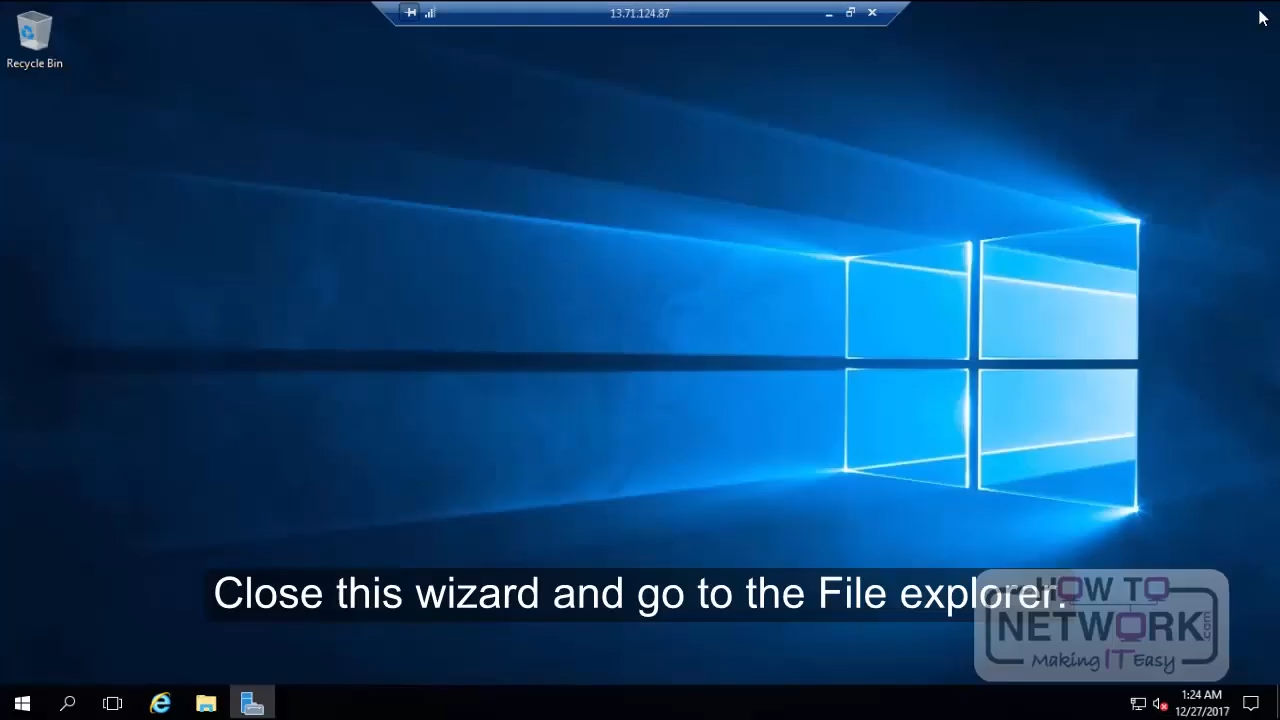 13.71.124.87
Recycle Bin
Close this wizard and go to the File explorer.
HOW TO
NETWORK.com
Making IT Easy
1:24 AM
12/27/2017